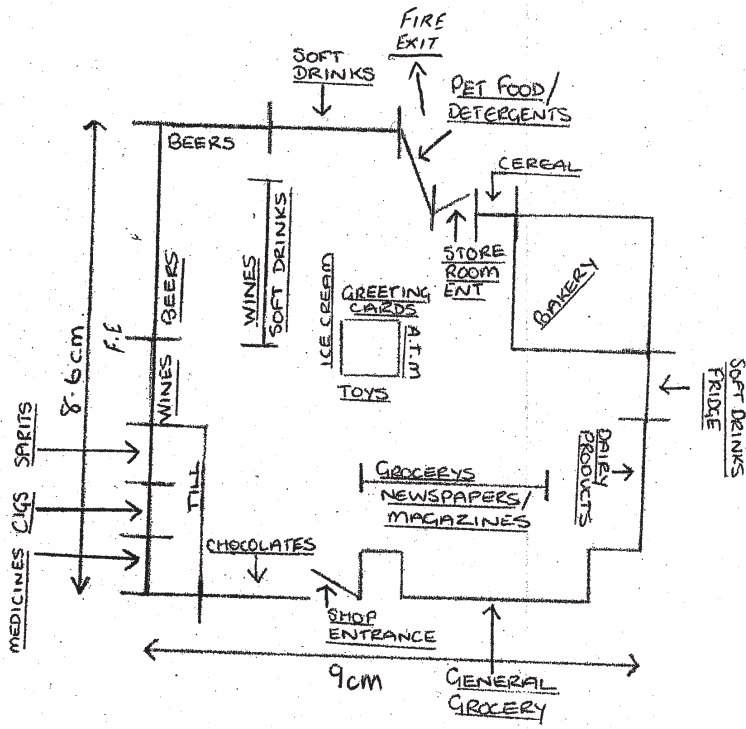 FIRE
EXIT
SOFT
DRINKS
PET FOOD/
DETERGENTS
BEERS
CEREAL
WINES
SOFT DRINKS
STORE
ROOM
ENT
BAKERY
BEERS
ICE CREAM
GREETING
CARDS
A.T.M
TOYS
8.6cm
F.E
WINES
SOFT DRINKS
FRIDGE
SPIRITS
TILL
GROCERYS
NEWSPAPERS/
MAGAZINES
DAIRY
PRODUCTS
CIGS
MEDICINES
CHOCOLATES
SHOP
ENTRANCE
9cm
GENERAL
GROCERY